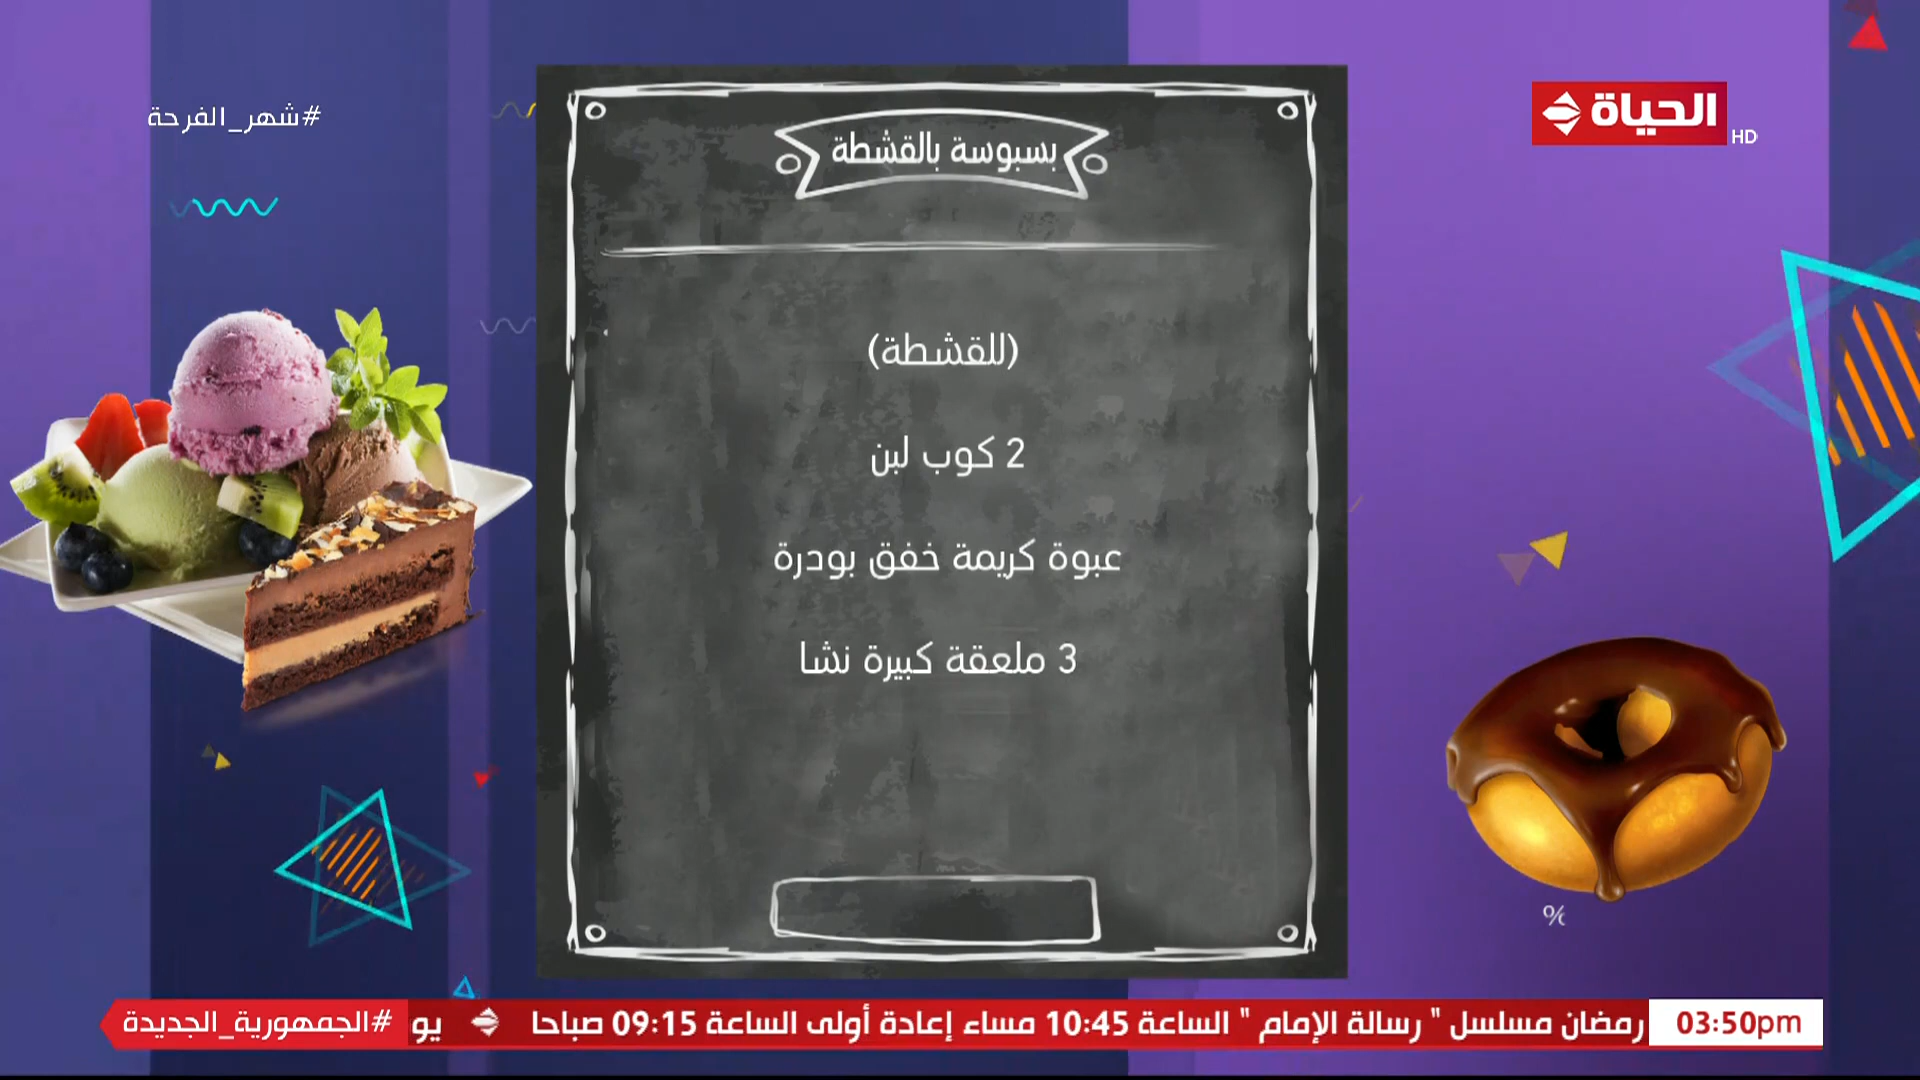 #شهر_الفرحة
الحياة
HD
بسبوسة بالقشطة
(للقشطة)
2 كوب لبن
عبوة كريمة خفق بودرة
3 ملعقة كبيرة نشا
%
03:50pm
رمضان مسلسل " رسالة الإمام " الساعة 10:45 مساء إعادة أولى الساعة 09:15 صباحا
يو
#الجمهورية_الجديدة